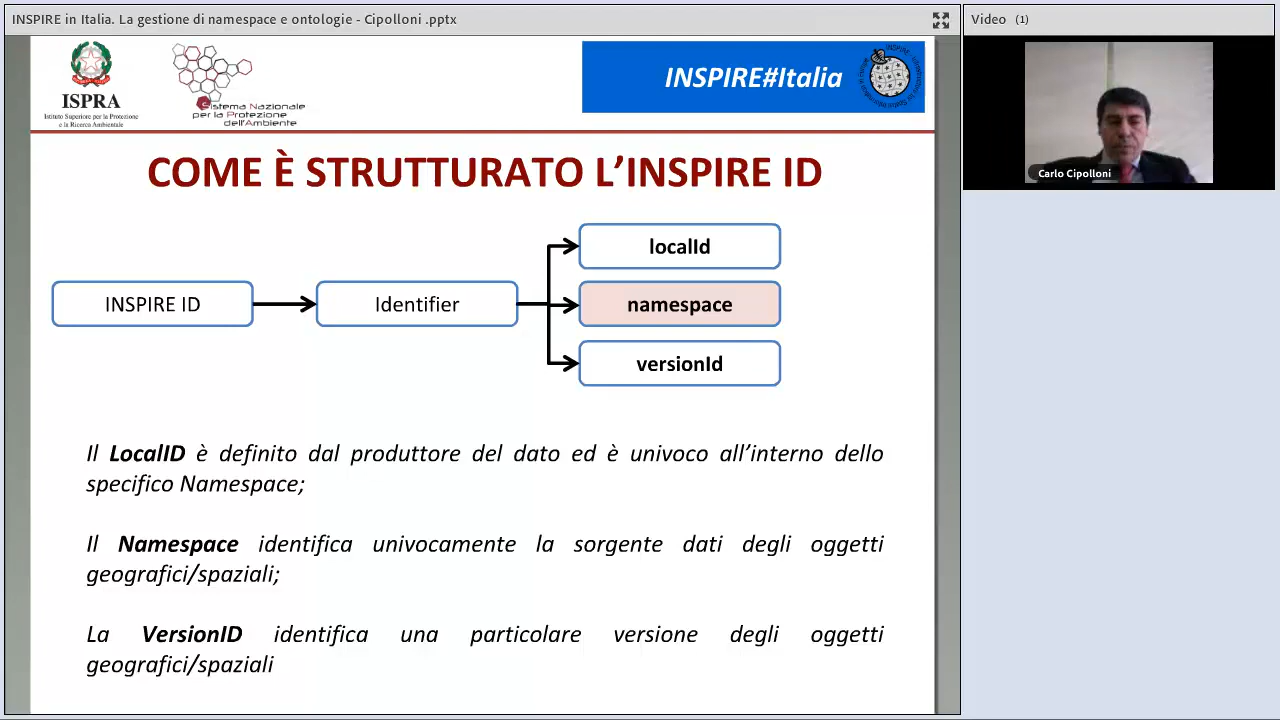 INSPIRE in Italia. La gestione di namespace e ontologie - Cipolloni .pptx
Video (1)
ISPRA
Istituto Superiore per la Protezione
e la Ricerca Ambientale
Sistema Nazionale
per la Protezione
dell'Ambiente
INSPIRE#Italia
Carlo Cipolloni
COME È STRUTTURATO L’INSPIRE ID
localId
INSPIRE ID
Identifier
namespace
versionId
Il LocalID è definito dal produttore del dato ed è univoco all’interno dello
specifico Namespace;
Il Namespace identifica univocamente la sorgente dati degli oggetti
geografici/spaziali;
La VersionID identifica una particolare versione degli oggetti
geografici/spaziali